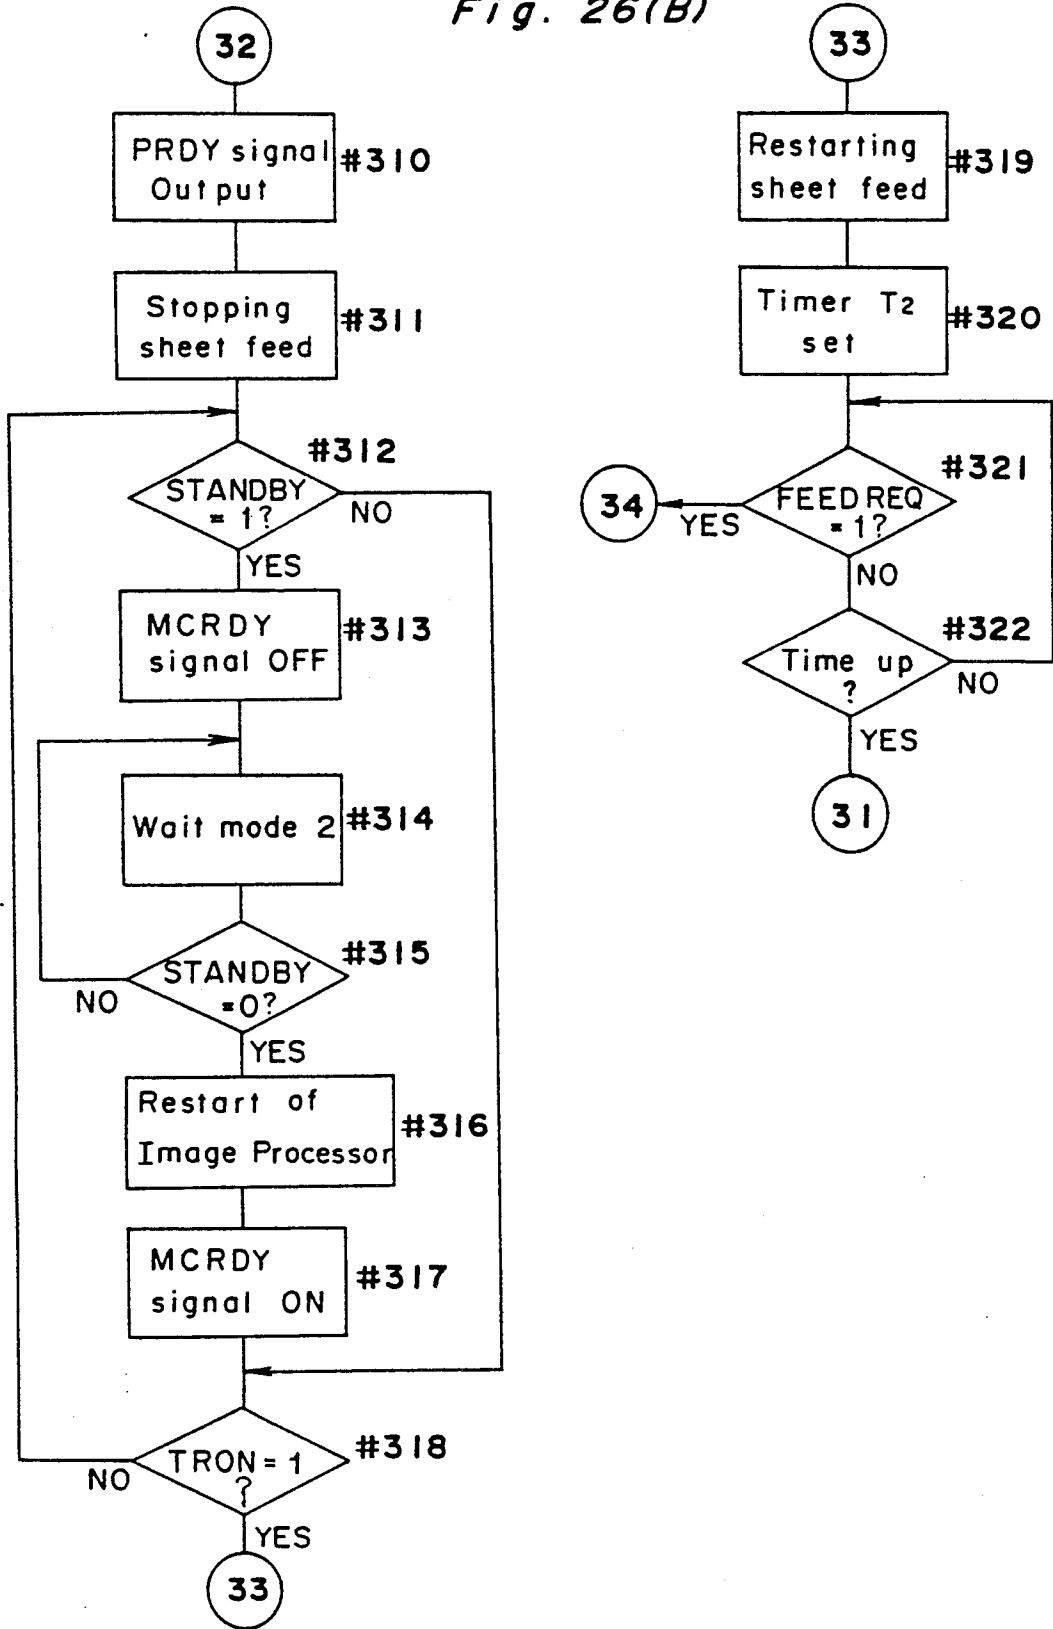 Fig. 26(B)
32
PRDY signal
Output
#310
Stopping
sheet feed
#311
#312
STANDBY
= 1?
NO
YES
MCRDY
signal OFF
#313
Wait mode 2
#314
STANDBY
=0?
#315
NO
YES
Restart of
Image Processor
#316
MCRDY
signal ON
#317
TRON = 1
?
#318
NO
YES
33
33
Restarting
sheet feed
#319
Timer T2
set
#320
#321
FEED REQ
= 1?
34
YES
NO
#322
Time up
?
NO
YES
31